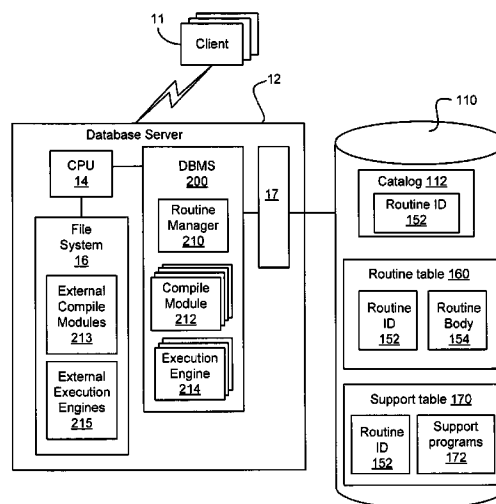 11
Client
12
110
Database Server
CPU
14
DBMS
200
17
Catalog 112
Routine ID
152
File
System
16
Routine
Manager
210
External
Compile
Modules
213
Compile
Module
212
Routine table 160
Routine
ID
152
Routine
Body
154
External
Execution
Engines
215
Execution
Engine
214
Support table 170
Routine
ID
152
Support
programs
172